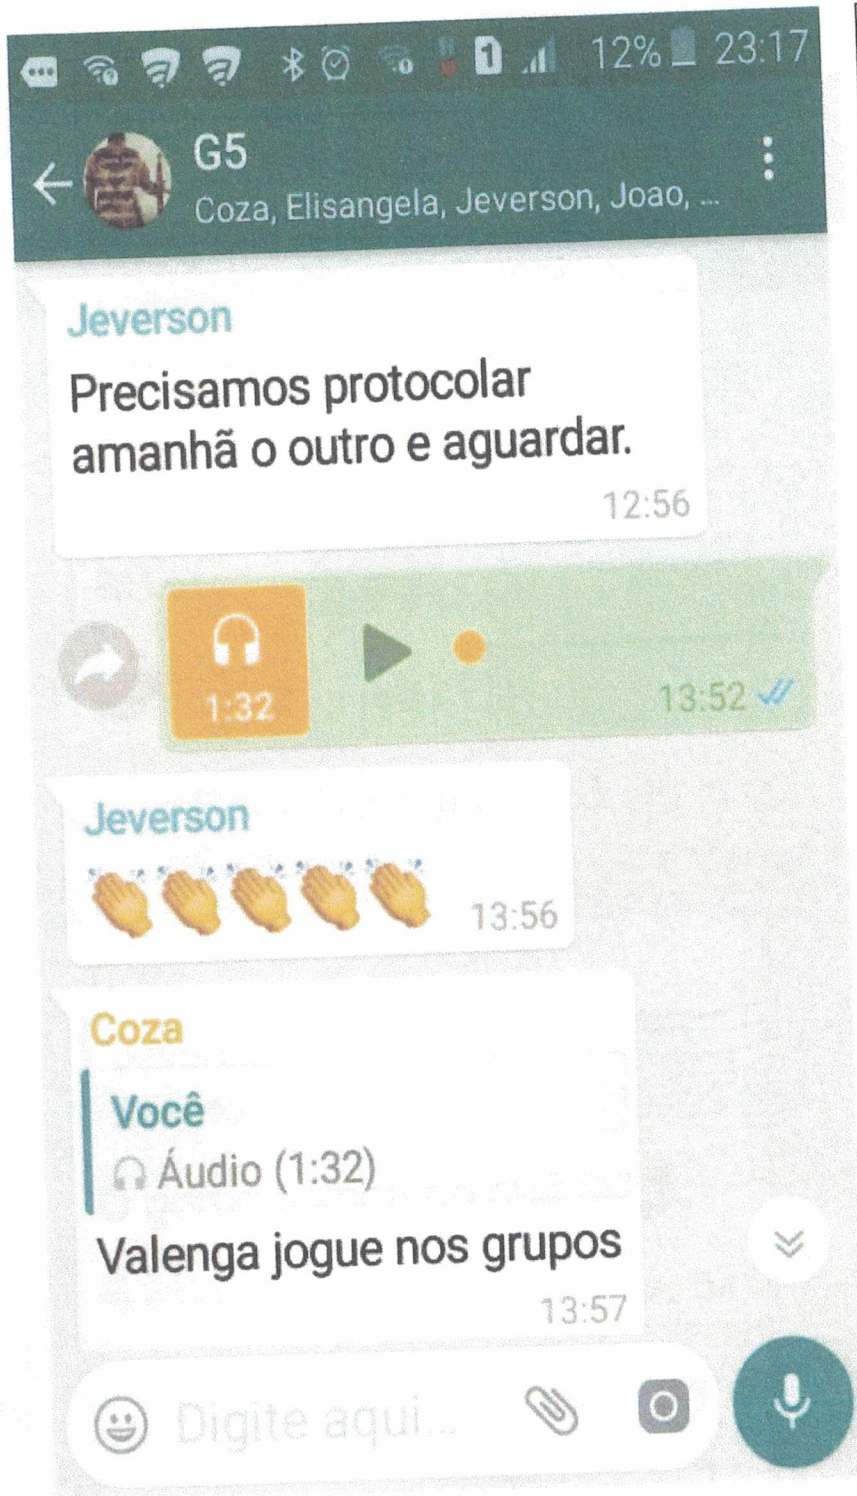 12% 23:17
G5
Coza, Elisangela, Jeverson, Joao, ...
Jeverson
Precisamos protocolar
amanhã o outro e aguardar.
12:56
1:32
13:52
Jeverson
13:56
Coza
Você
Áudio (1:32)
Valenga jogue nos grupos
13:57
Digite aqui...